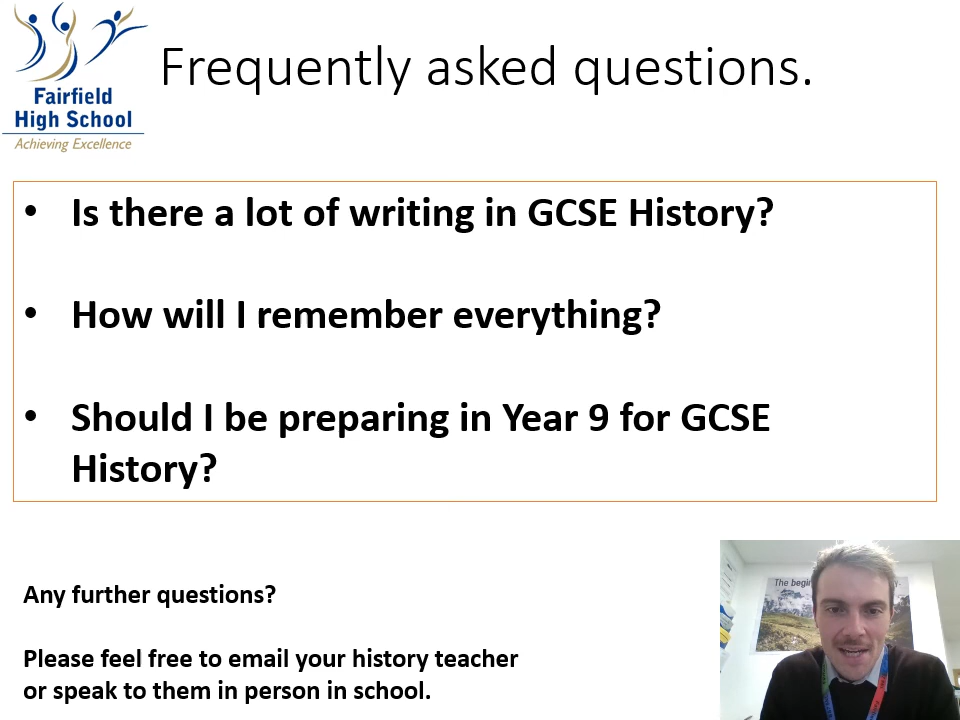 Fairfield
High School
Achieving Excellence
Frequently asked questions.
• Is there a lot of writing in GCSE History?
• How will I remember everything?
• Should I be preparing in Year 9 for GCSE
History?
Any further questions?
Please feel free to email your history teacher
or speak to them in person in school.
The